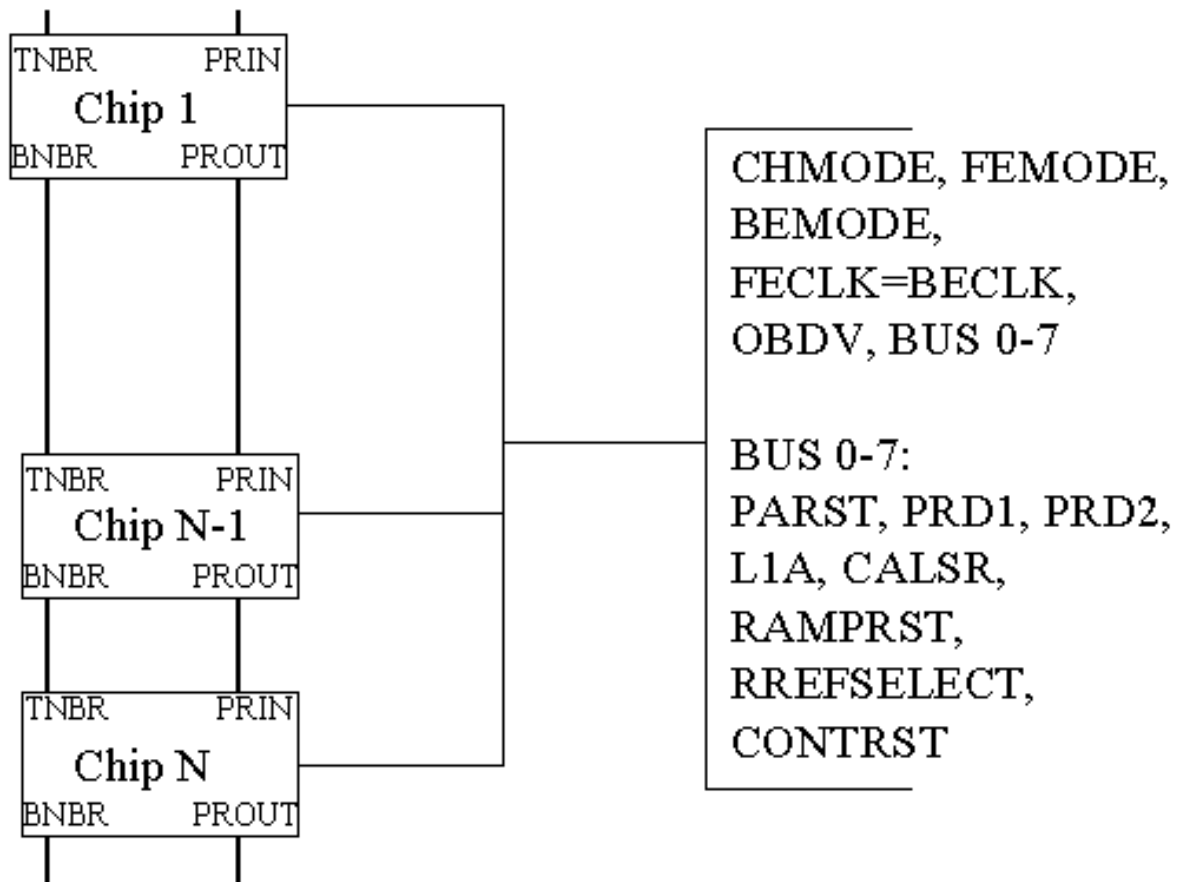 TNBR PRIN
Chip 1
BNBR PROUT
TNBR PRIN
Chip N-1
BNBR PROUT
TNBR PRIN
Chip N
BNBR PROUT
CHMODE, FEMODE,
BEMODE,
FECLK=BECLK,
OBDV, BUS 0-7
BUS 0-7:
PARST, PRD1, PRD2,
L1A, CALSR,
RAMPRST,
RREFSELECT,
CONTRST